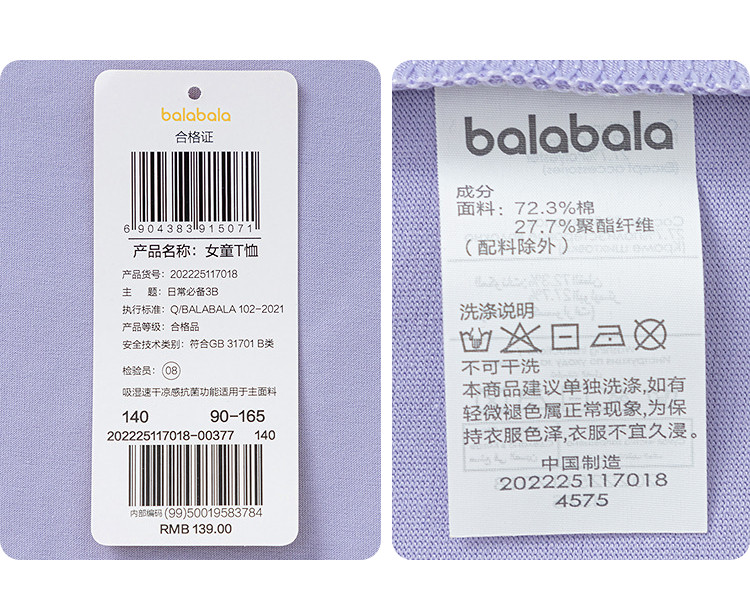 balabala
合格证
6 904383 915071
产品名称：女童T恤
产品货号：202225117018
主 题：日常必备3B
执行标准：Q/BALABALA 102-2021
产品等级：合格品
安全技术类别：符合GB 31701 B类
检验员：08
吸湿速干凉感抗菌功能适用于主面料
140 90-165
202225117018-00377 140
内部编码 (99)50019583784
RMB 139.00
balabala
成分
面料：72.3%棉
27.7%聚酯纤维
（配料除外）
洗涤说明
不可干洗
本商品建议单独洗涤,如有
轻微褪色属正常现象,为保
持衣服色泽,衣服不宜久浸。
中国制造
202225117018
4575